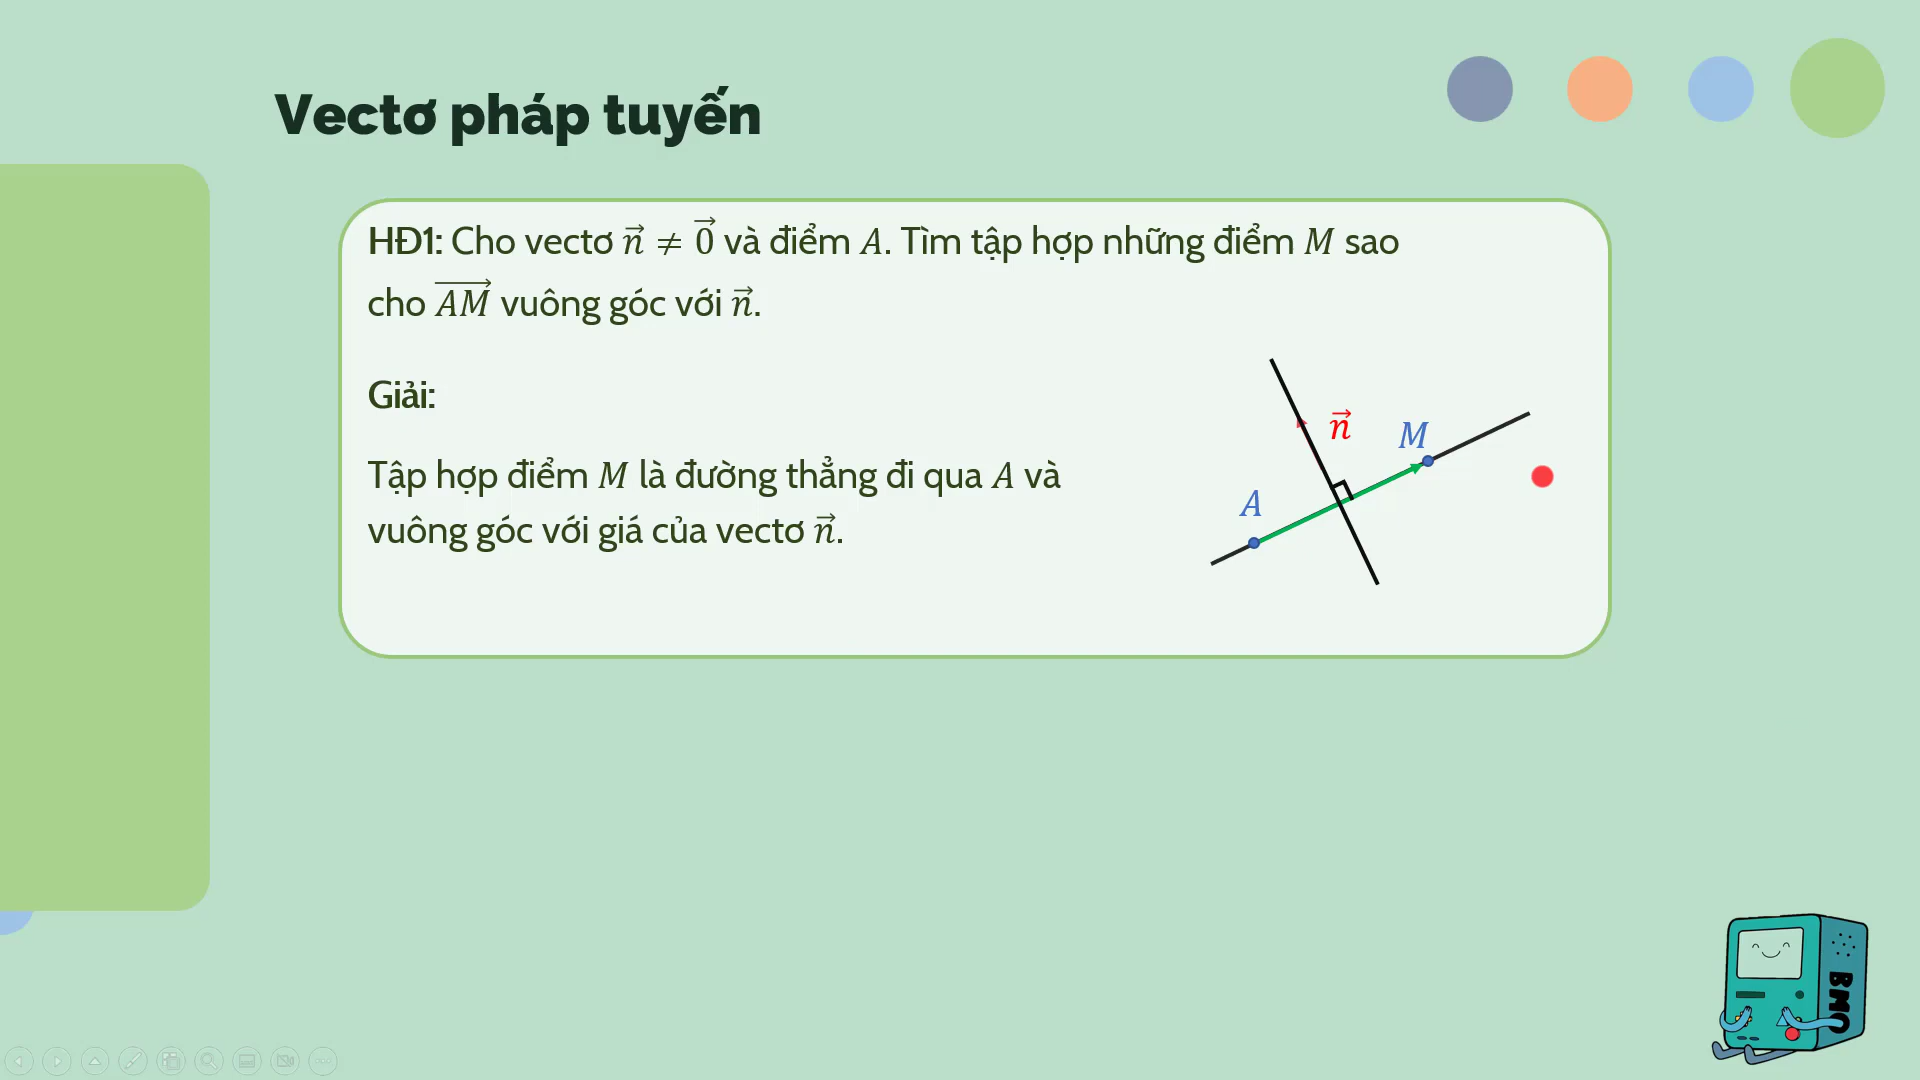 Vectơ pháp tuyến
HĐ1: Cho vectơ $\vec{n} \neq \vec{0}$ và điểm $A$. Tìm tập hợp những điểm $M$ sao
cho $\overrightarrow{AM}$ vuông góc với $\vec{n}$.
Giải:
Tập hợp điểm $M$ là đường thẳng đi qua $A$ và
vuông góc với giá của vectơ $\vec{n}$.
$\vec{n}$
$M$
$A$
BMO